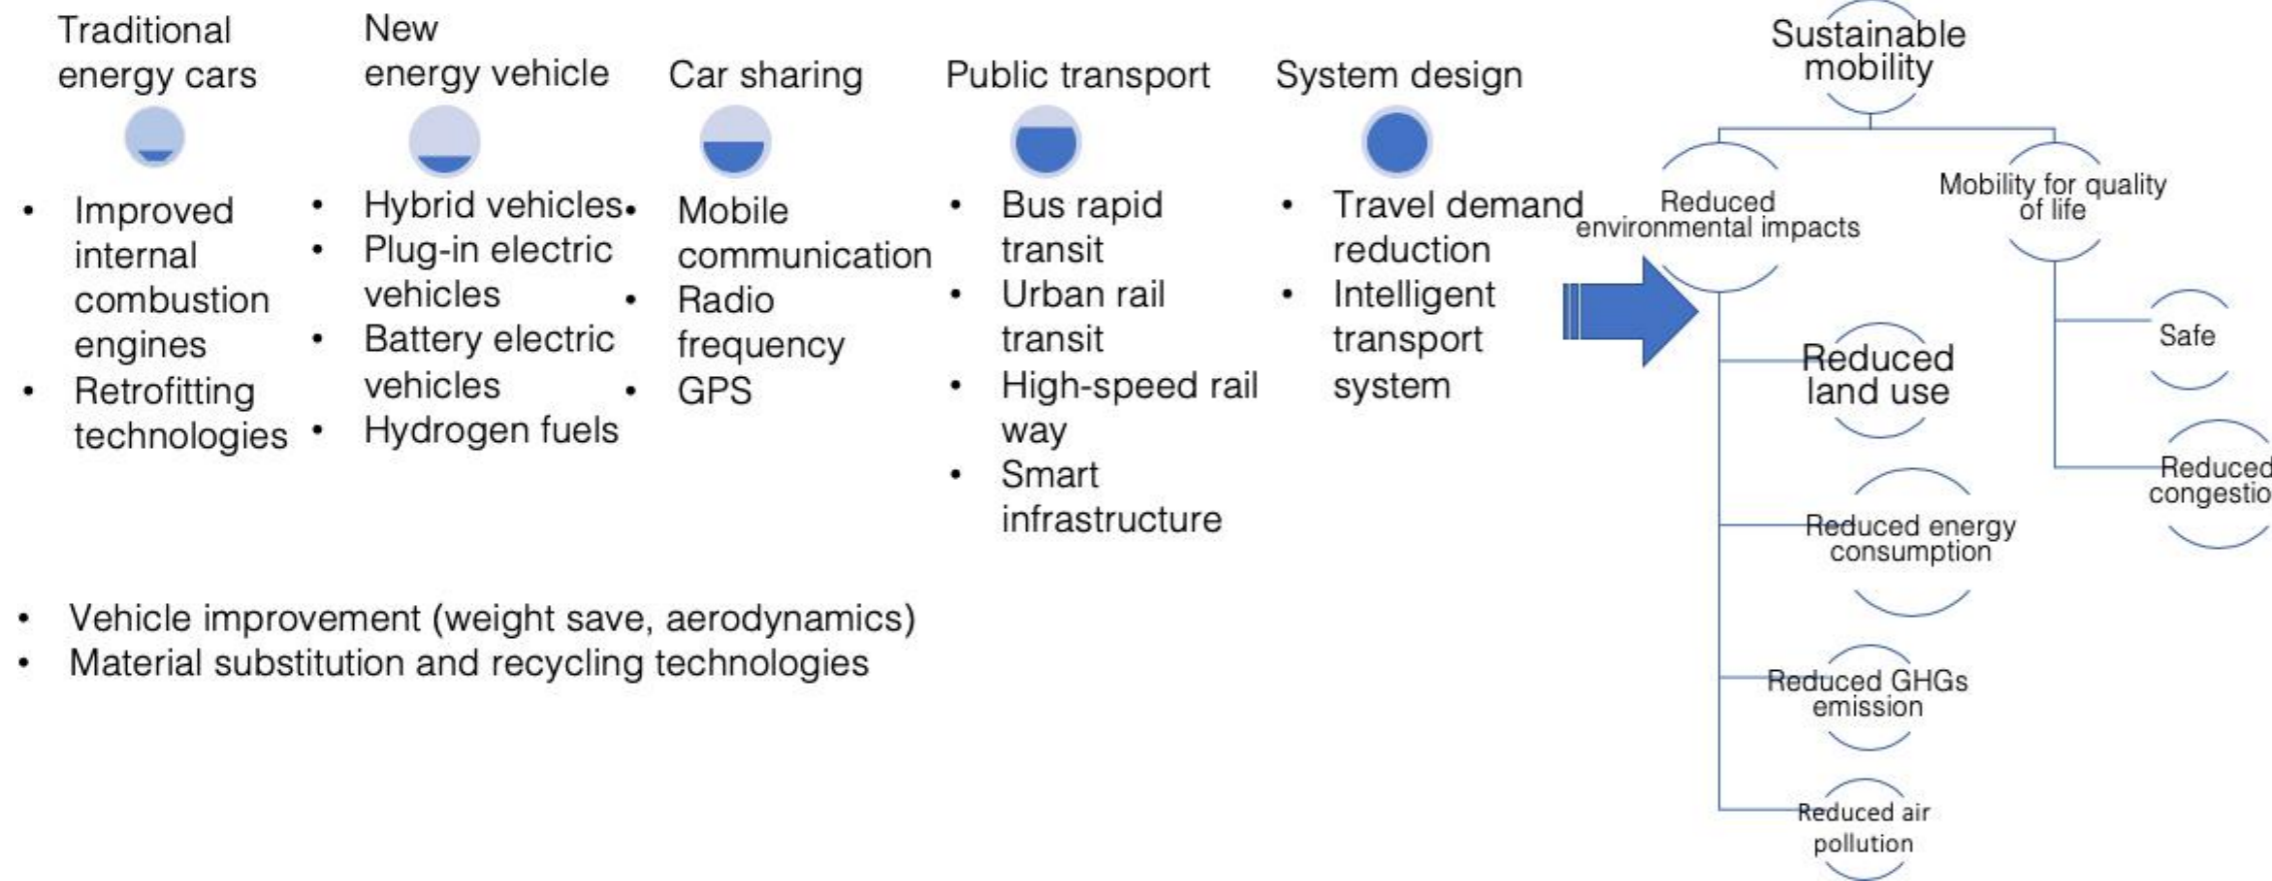 Traditional
energy cars
• Improved
internal
combustion
engines
• Retrofitting
technologies
New
energy vehicle
• Hybrid vehicles
• Plug-in electric
vehicles
• Battery electric
vehicles
• Hydrogen fuels
Car sharing
• Mobile
communication
• Radio
frequency
• GPS
Public transport
• Bus rapid
transit
• Urban rail
transit
• High-speed rail
way
• Smart
infrastructure
System design
• Travel demand
reduction
• Intelligent
transport
system
• Vehicle improvement (weight save, aerodynamics)
• Material substitution and recycling technologies
Sustainable
mobility
Reduced
environmental impacts
Reduced
land use
Reduced energy
consumption
Reduced GHGs
emission
Reduced air
pollution
Mobility for quality
of life
Safe
Reduced
congestio